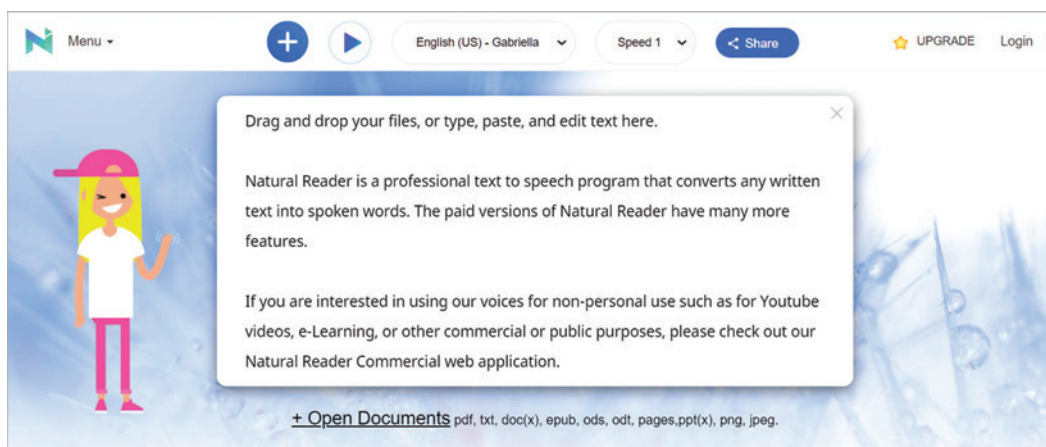 Menu
English (US) - Gabriella
Speed 1
Share
UPGRADE
Login
Drag and drop your files, or type, paste, and edit text here.
Natural Reader is a professional text to speech program that converts any written
text into spoken words. The paid versions of Natural Reader have many more
features.
If you are interested in using our voices for non-personal use such as for Youtube
videos, e-Learning, or other commercial or public purposes, please check out our
Natural Reader Commercial web application.
+ Open Documents pdf, txt, doc(x), epub, ods, odt, pages,ppt(x), png, jpeg.